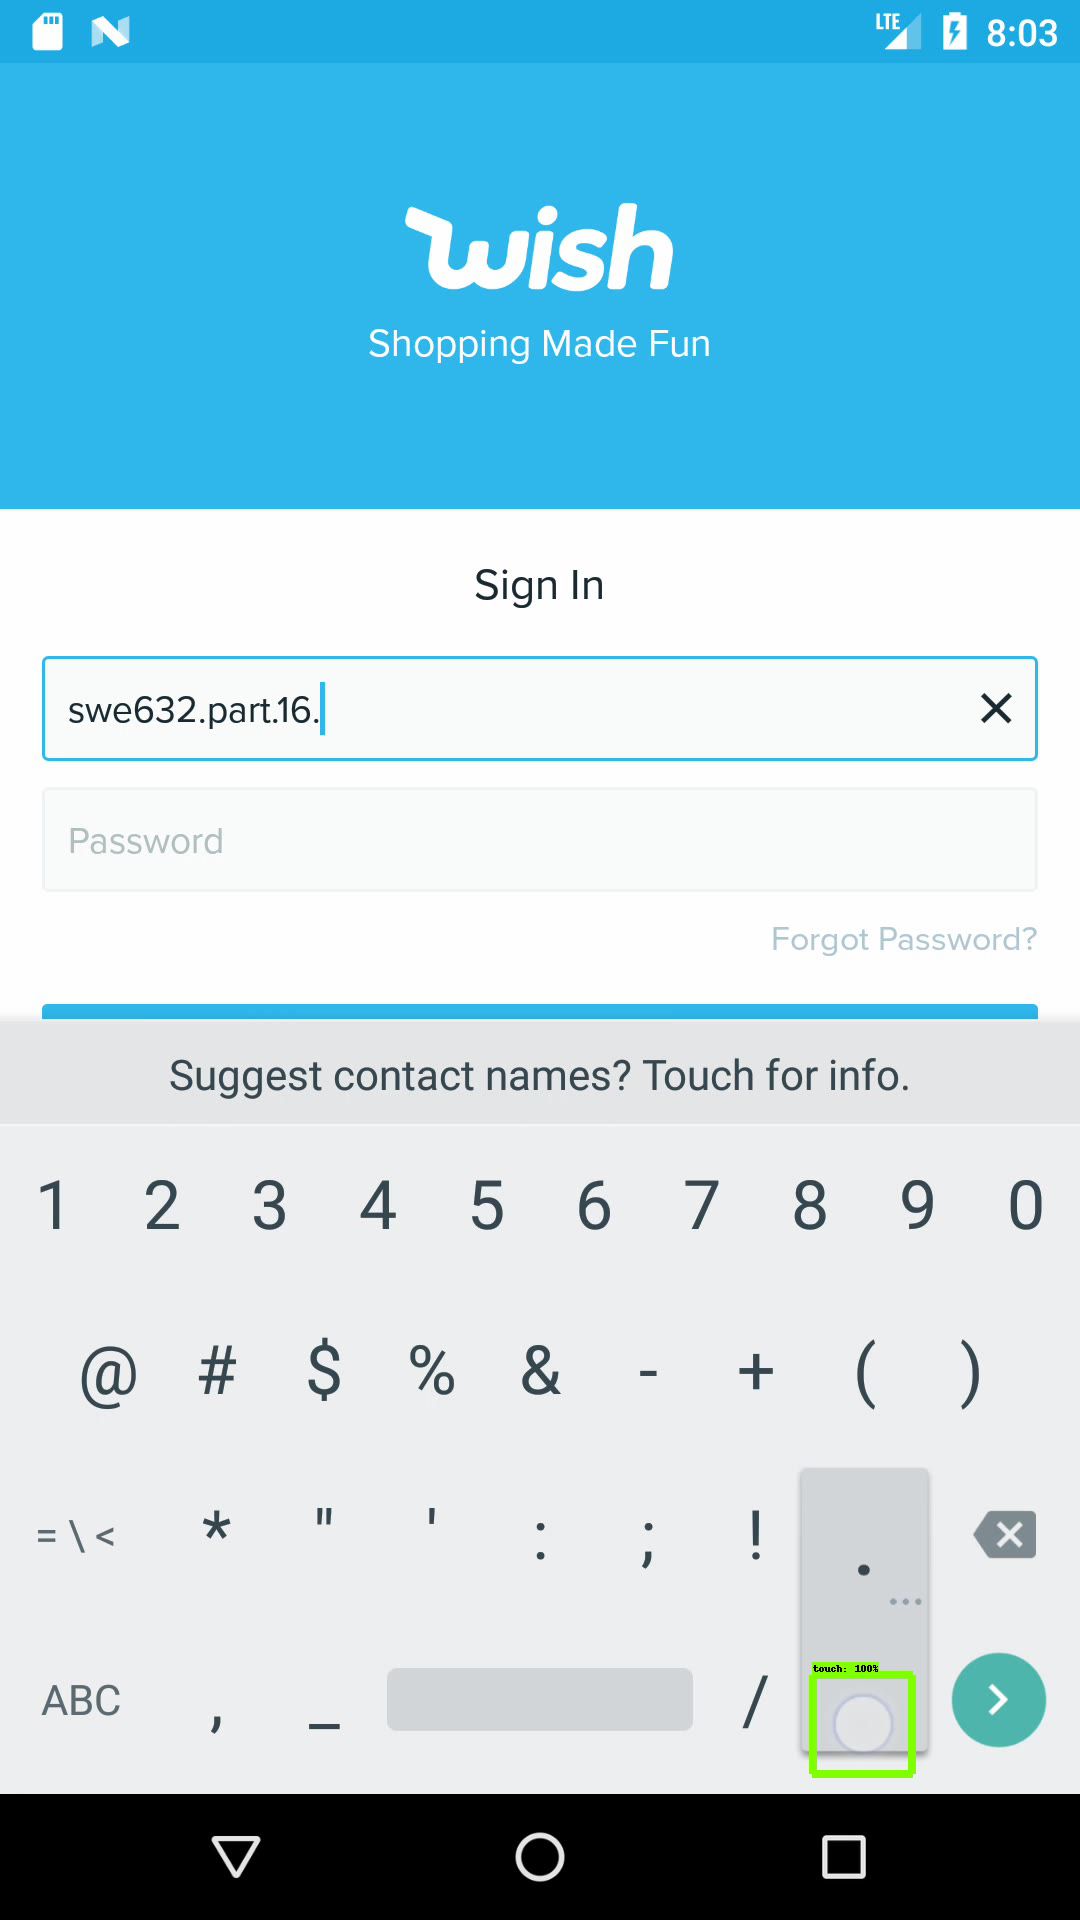 LTE 8:03
wish
Shopping Made Fun
Sign In
swe632.part.16.
Password
Forgot Password?
Suggest contact names? Touch for info.
1 2 3 4 5 6 7 8 9 0
@ # $ % & - + ( )
= \ < * " ' : ; ! .
touch: 100%
ABC , _ /